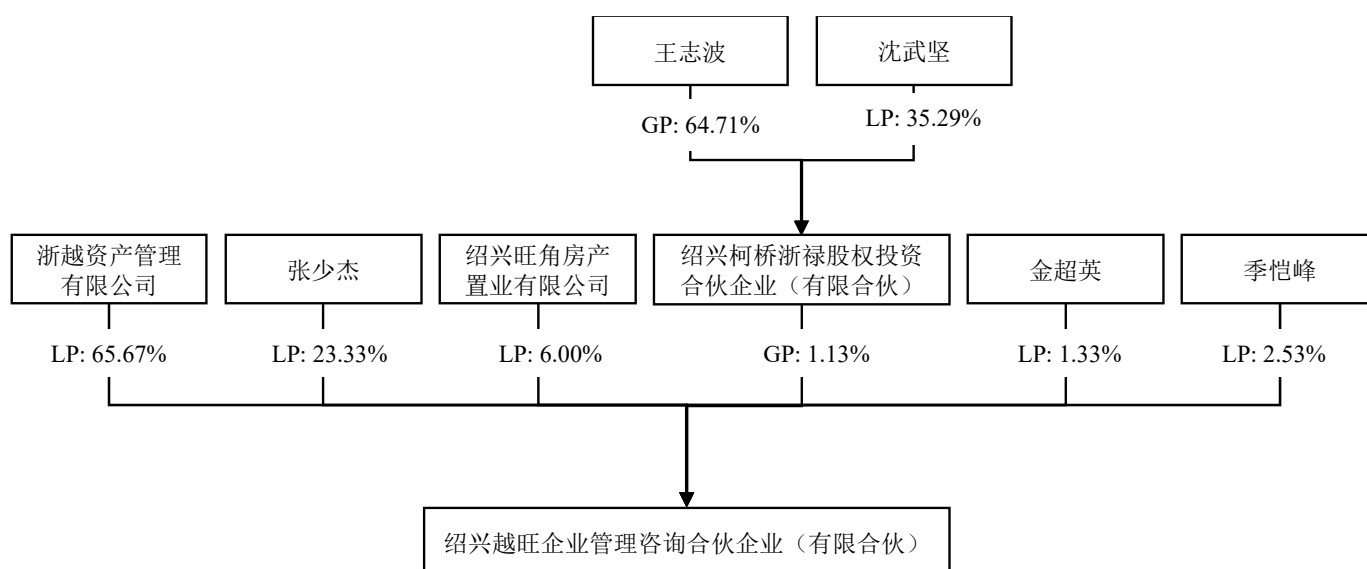 王志波
沈武坚
GP: 64.71%
LP: 35.29%
浙越资产管理
有限公司
张少杰
绍兴旺角房产
置业有限公司
绍兴柯桥浙禄股权投资
合伙企业（有限合伙）
金超英
季恺峰
LP: 65.67%
LP: 23.33%
LP: 6.00%
GP: 1.13%
LP: 1.33%
LP: 2.53%
绍兴越旺企业管理咨询合伙企业（有限合伙）